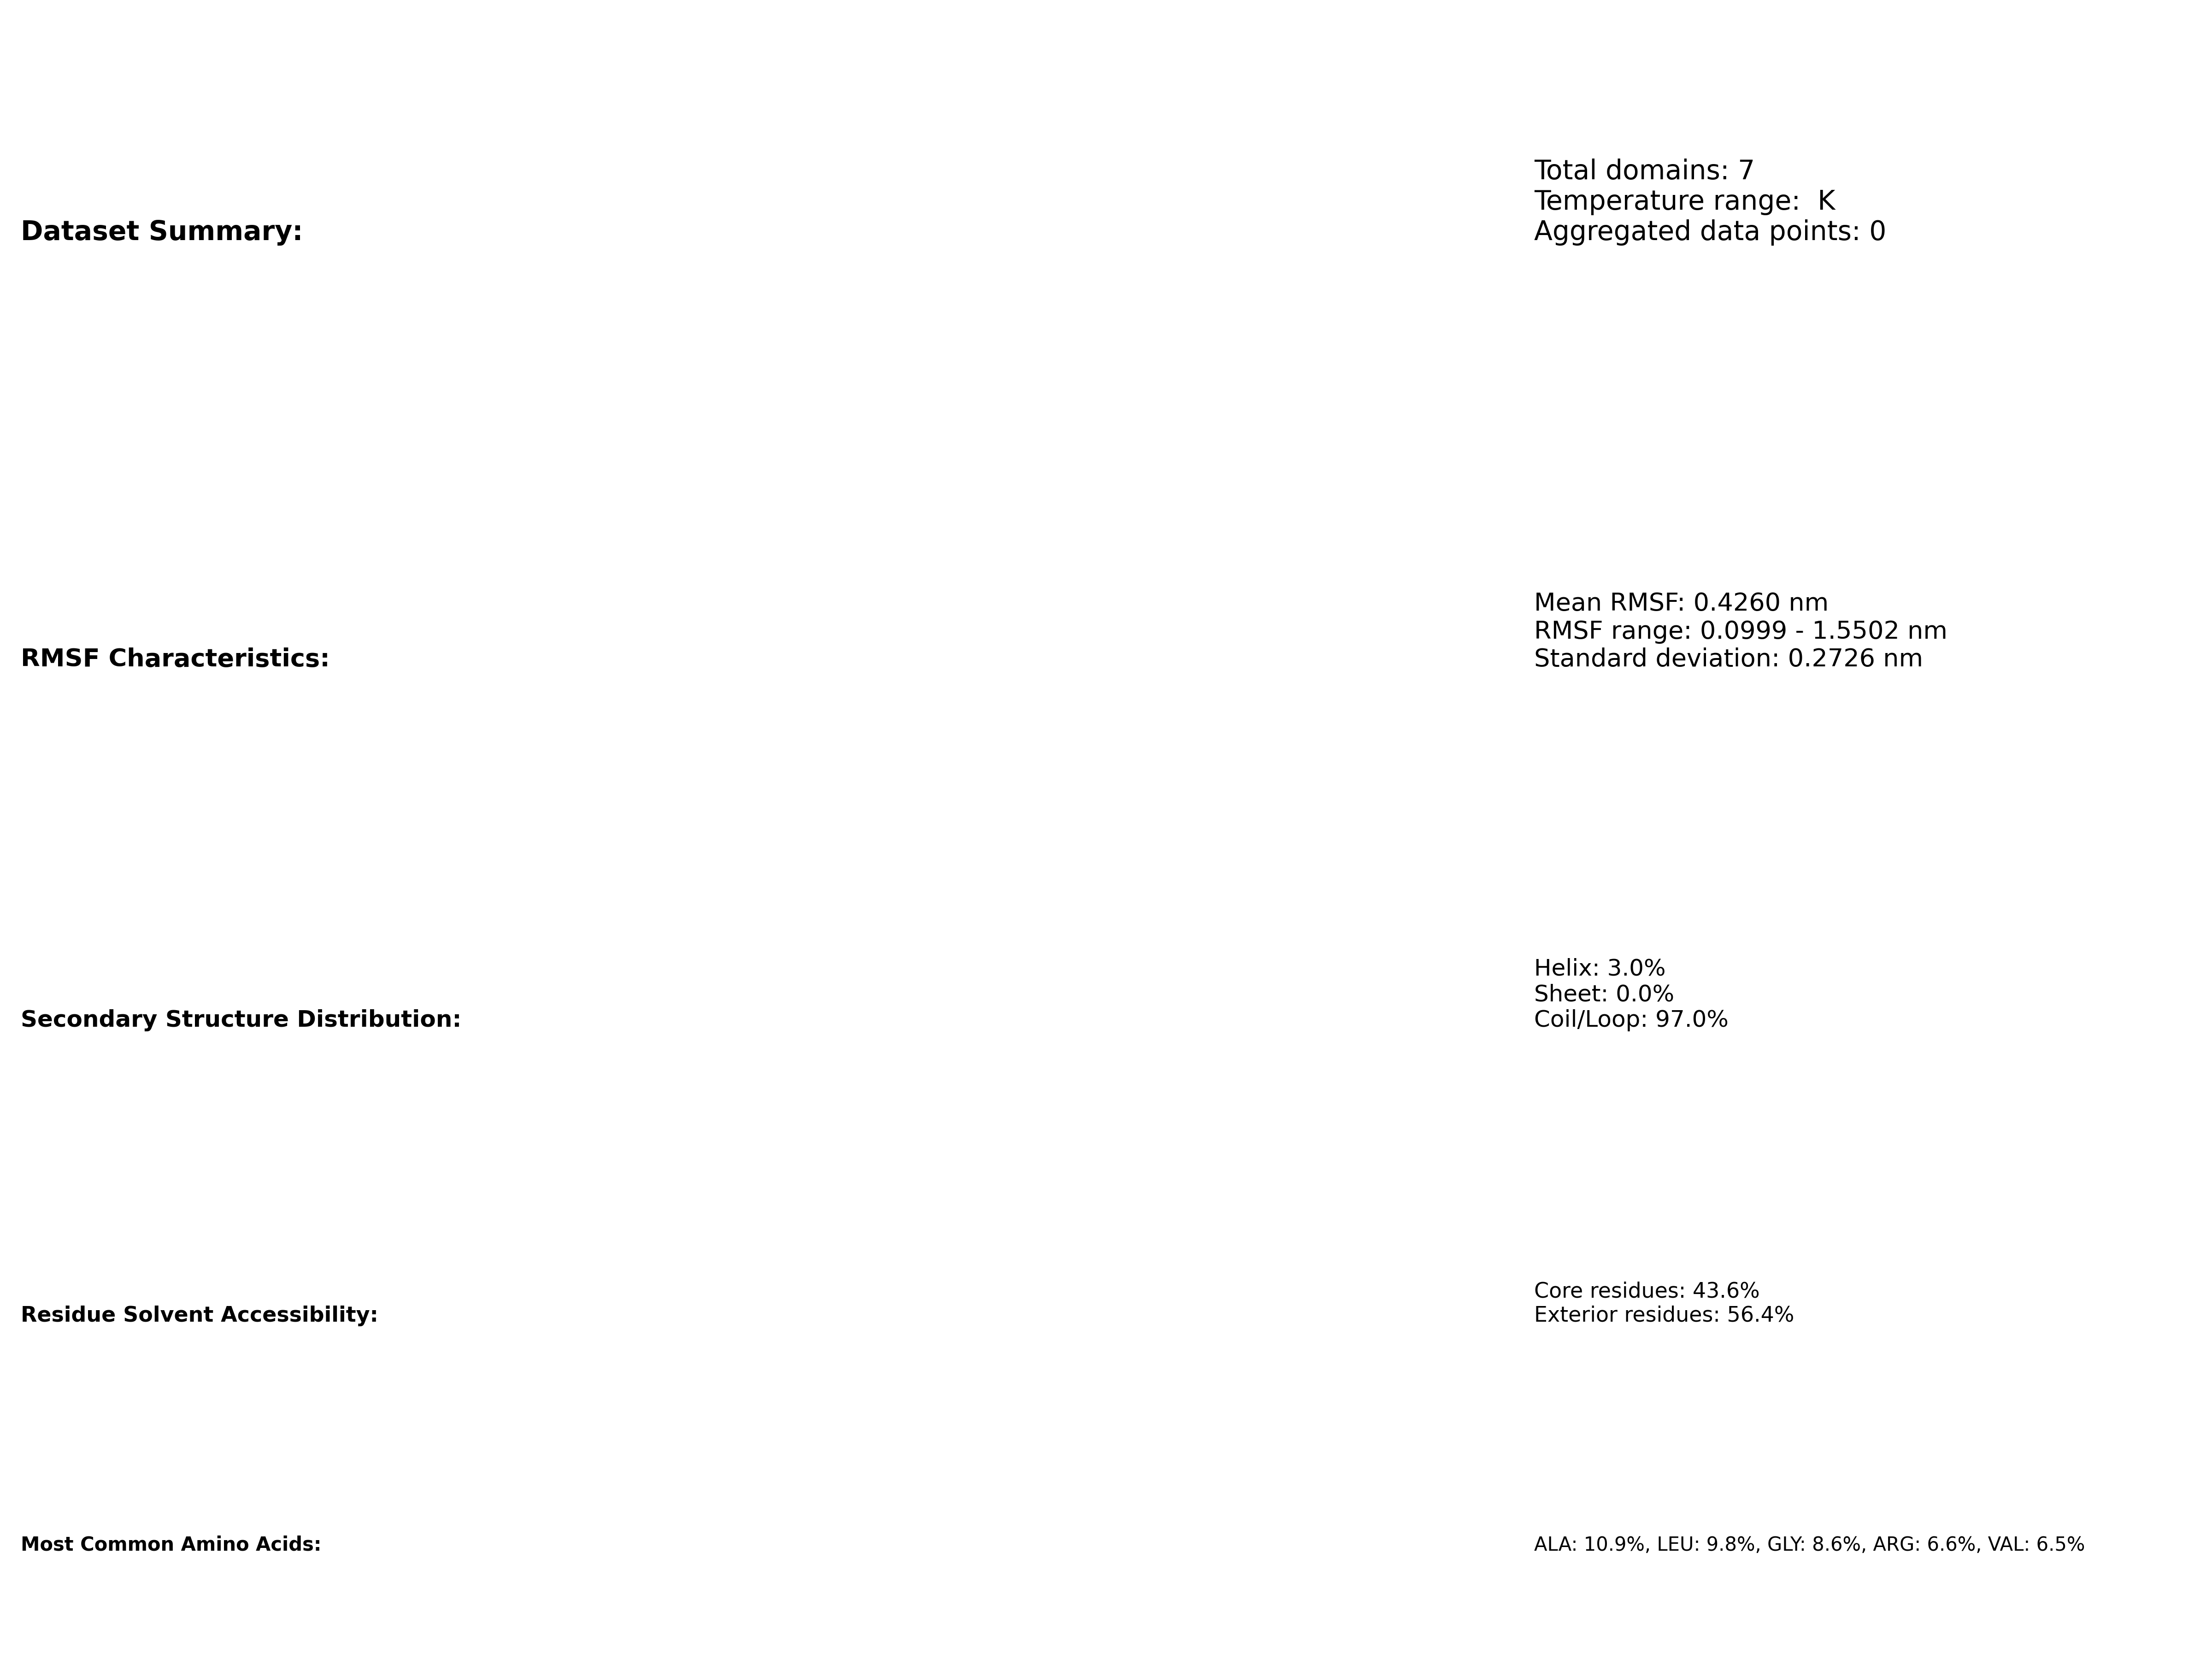 Total domains: 7
Temperature range:  K
Dataset Summary:
Aggregated data points: 0
Mean RMSF: 0.4260 nm
RMSF range: 0.0999 - 1.5502 nm
RMSF Characteristics:
Standard deviation: 0.2726 nm
Helix: 3.0%
Sheet: 0.0%
Secondary Structure Distribution:
Coil/Loop: 97.0%
Core residues: 43.6%
Residue Solvent Accessibility:
Exterior residues: 56.4%
Most Common Amino Acids:
ALA: 10.9%, LEU: 9.8%, GLY: 8.6%, ARG: 6.6%, VAL: 6.5%